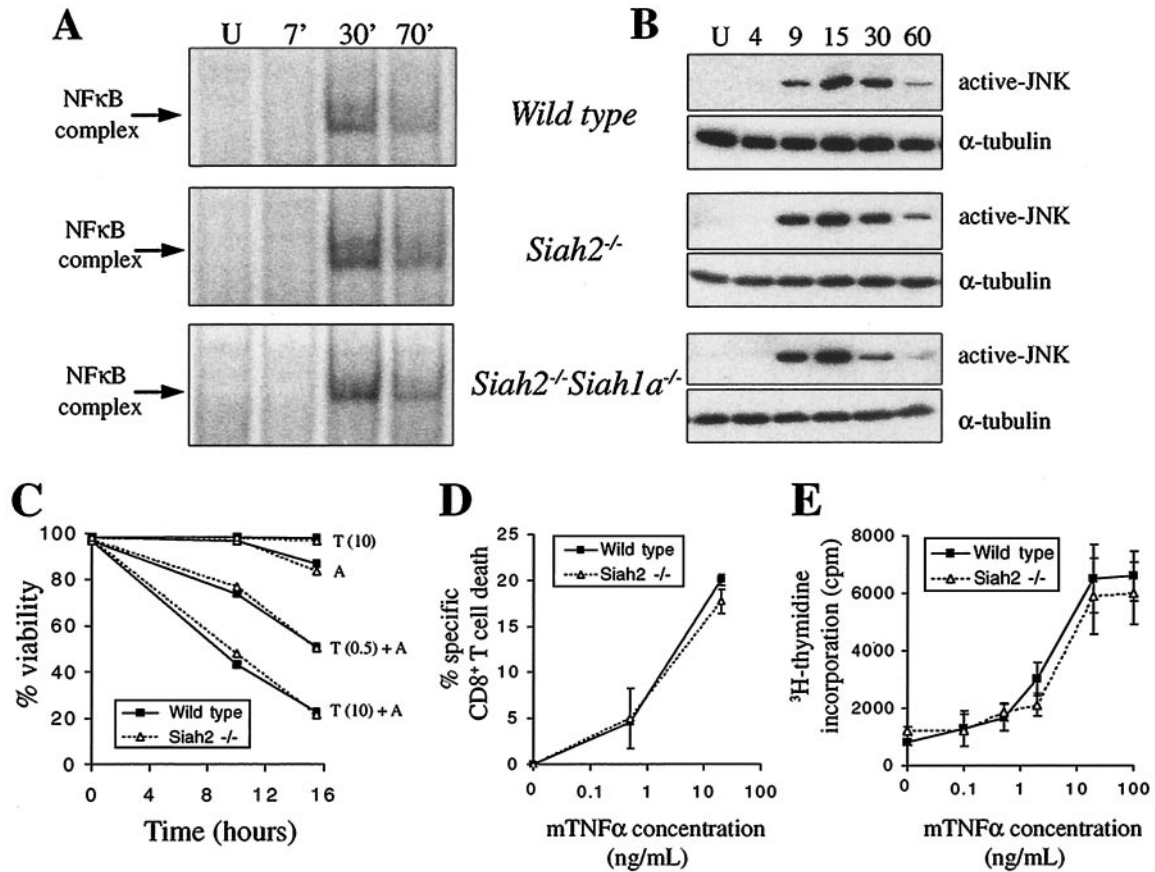 A
U 7' 30' 70'
NFκB
complex
NFκB
complex
NFκB
complex
Wild type
Siah2-/-
Siah2-/-Siah1a-/-
B
U 4 9 15 30 60
active-JNK
α-tubulin
active-JNK
α-tubulin
active-JNK
α-tubulin
C
% viability
100
80
60
40
20
0
T (10)
A
T (0.5) + A
T (10) + A
Wild type
Siah2 -/-
0 4 8 12 16
Time (hours)
D
% specific
CD8+ T cell death
25
20
15
10
5
0
Wild type
Siah2 -/-
0 0.1 1 10 100
mTNFα concentration
(ng/mL)
E
3H-thymidine
incorporation (cpm)
8000
6000
4000
2000
0
Wild type
Siah2 -/-
0 0.1 1 10 100
mTNFα concentration
(ng/mL)